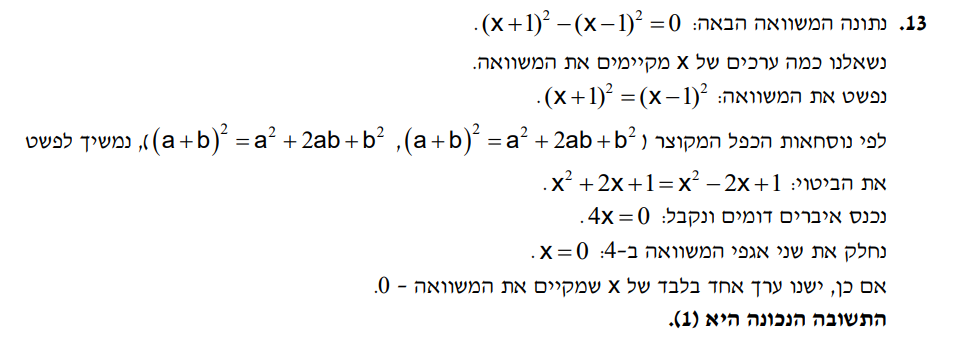 13. נתונה המשוואה הבאה: (x+1)² − (x−1)² = 0.
נשאלנו כמה ערכים של x מקיימים את המשוואה.
נפשט את המשוואה: (x+1)² = (x−1)².
לפי נוסחאות הכפל המקוצר ( (a+b)² = a² + 2ab + b² , (a+b)² = a² + 2ab + b²), נמשיך לפשט
את הביטוי: x² + 2x + 1 = x² − 2x + 1.
נכנס איברים דומים ונקבל: 4x = 0.
נחלק את שני אגפי המשוואה ב-4: x = 0.
אם כן, ישנו ערך אחד בלבד של x שמקיים את המשוואה - 0.
התשובה הנכונה היא (1).